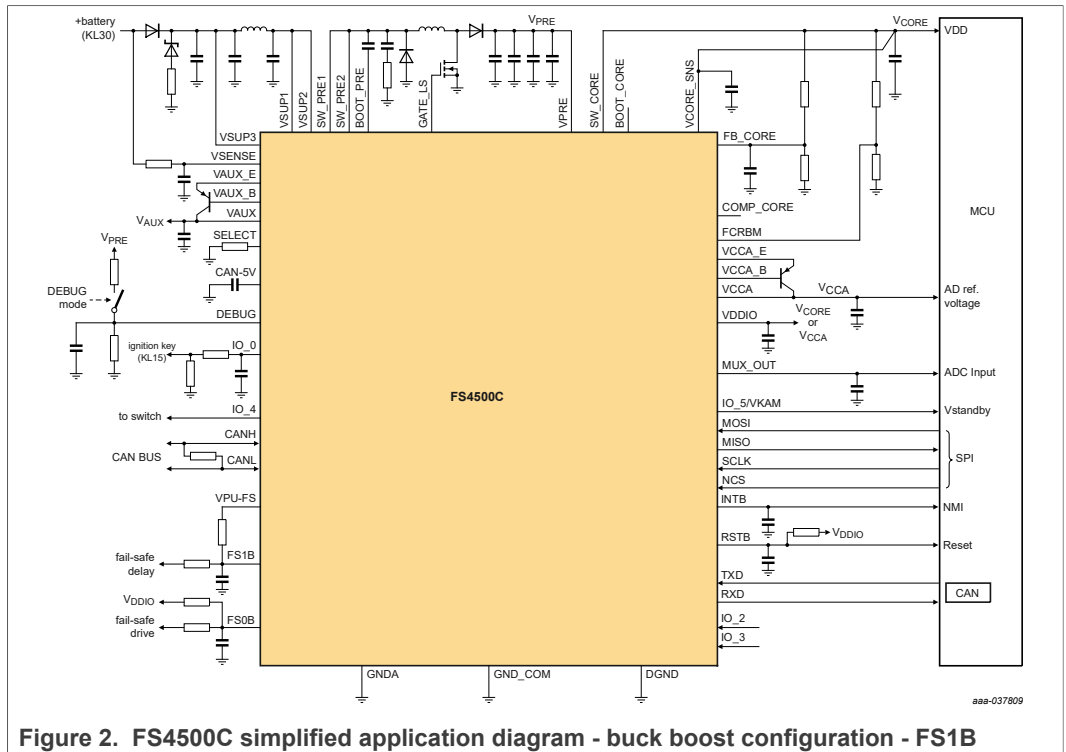 +battery
(KL30)
VPRE
VCORE
VDD
VSUP1
VSUP2
SW_PRE1
SW_PRE2
BOOT_PRE
GATE_LS
VPRE
SW_CORE
BOOT_CORE
VCORE_SNS
VSUP3
VSENSE
VAUX_E
VAUX_B
VAUX
VAUX
SELECT
VPRE
CAN-5V
DEBUG
mode
DEBUG
ignition key
(KL15)
IO_0
to switch
IO_4
CANH
CAN BUS
CANL
VPU-FS
fail-safe
delay
FS1B
VDDIO
fail-safe
drive
FS0B
FS4500C
GNDA
GND_COM
DGND
FB_CORE
COMP_CORE
FCRBM
VCCA_E
VCCA_B
VCCA
VCCA
VDDIO
VCORE
or
VCCA
MUX_OUT
IO_5/VKAM
MOSI
MISO
SCLK
NCS
INTB
RSTB
VDDIO
TXD
RXD
IO_2
IO_3
MCU
AD ref.
voltage
ADC Input
Vstandby
SPI
NMI
Reset
CAN
aaa-037809
Figure 2. FS4500C simplified application diagram - buck boost configuration - FS1B